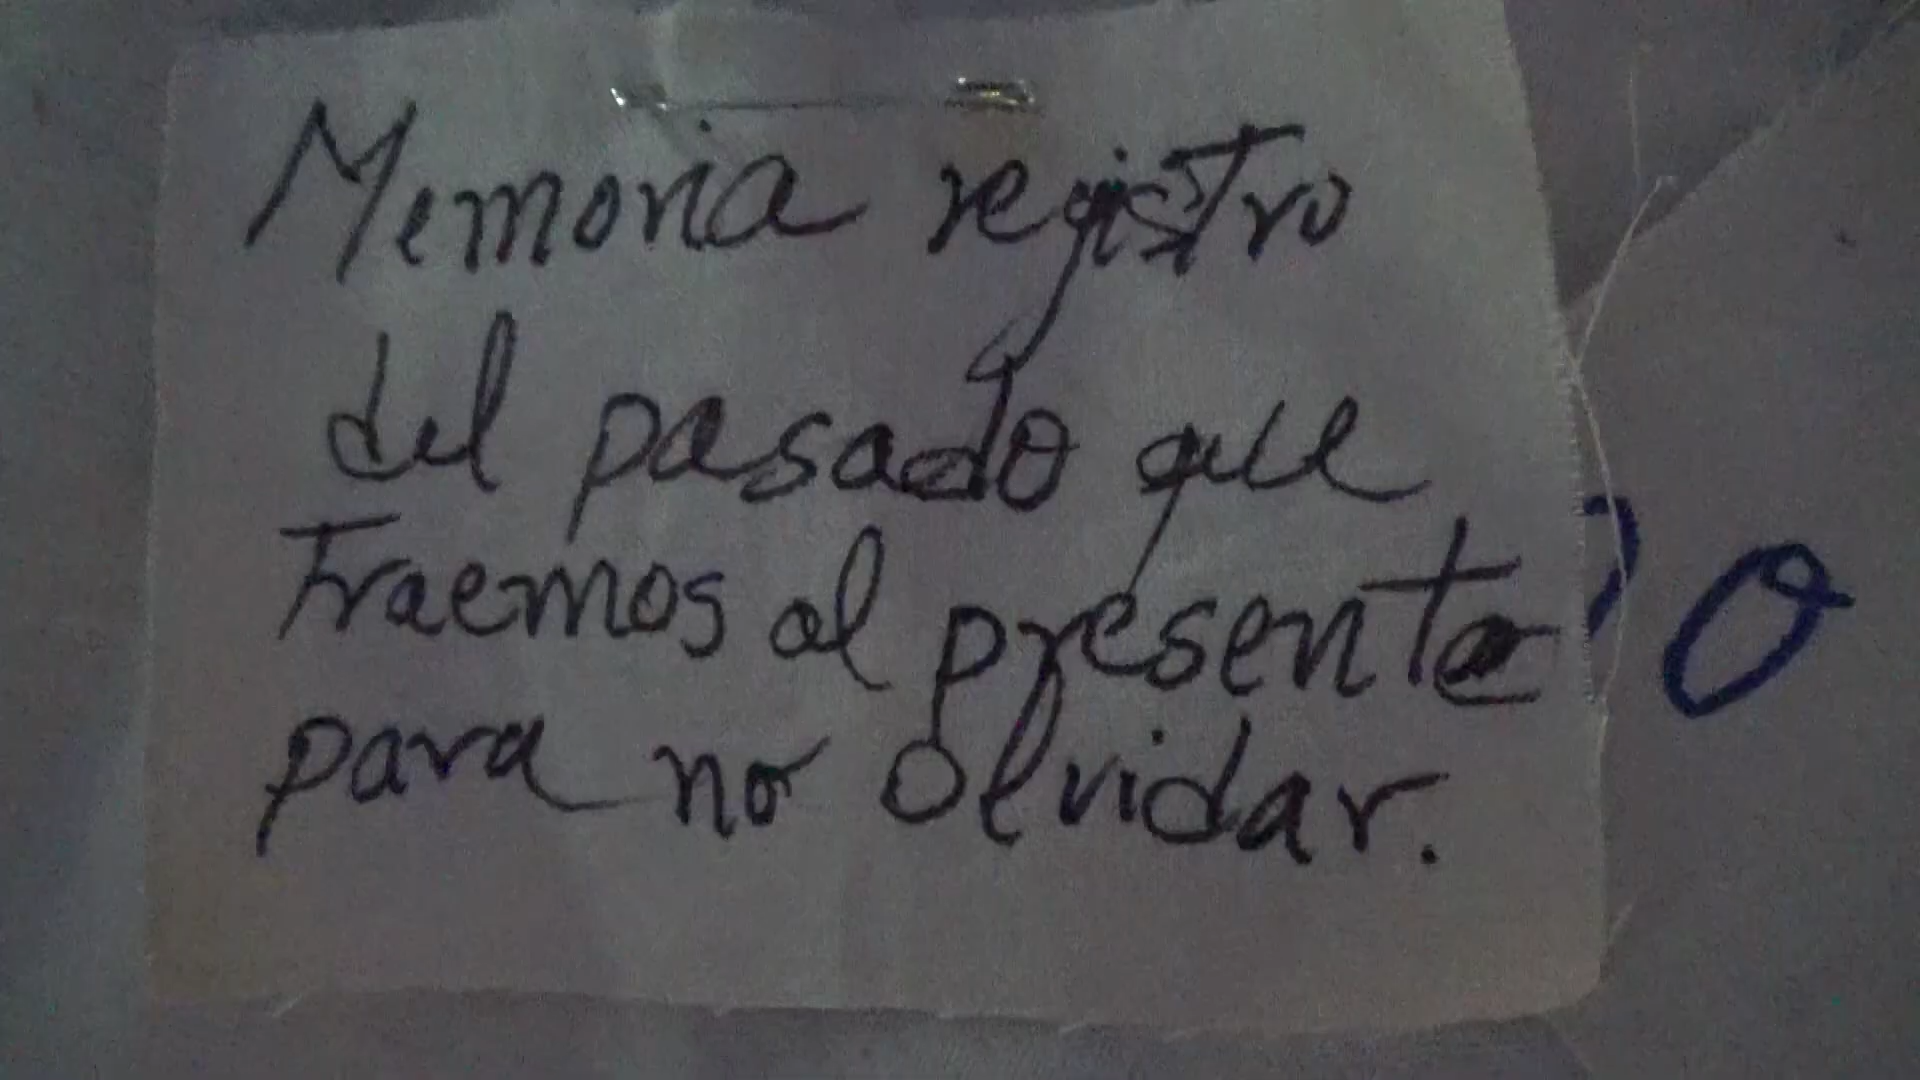 Memoria registro
del pasado que
Traemos al presente
para no olvidar.